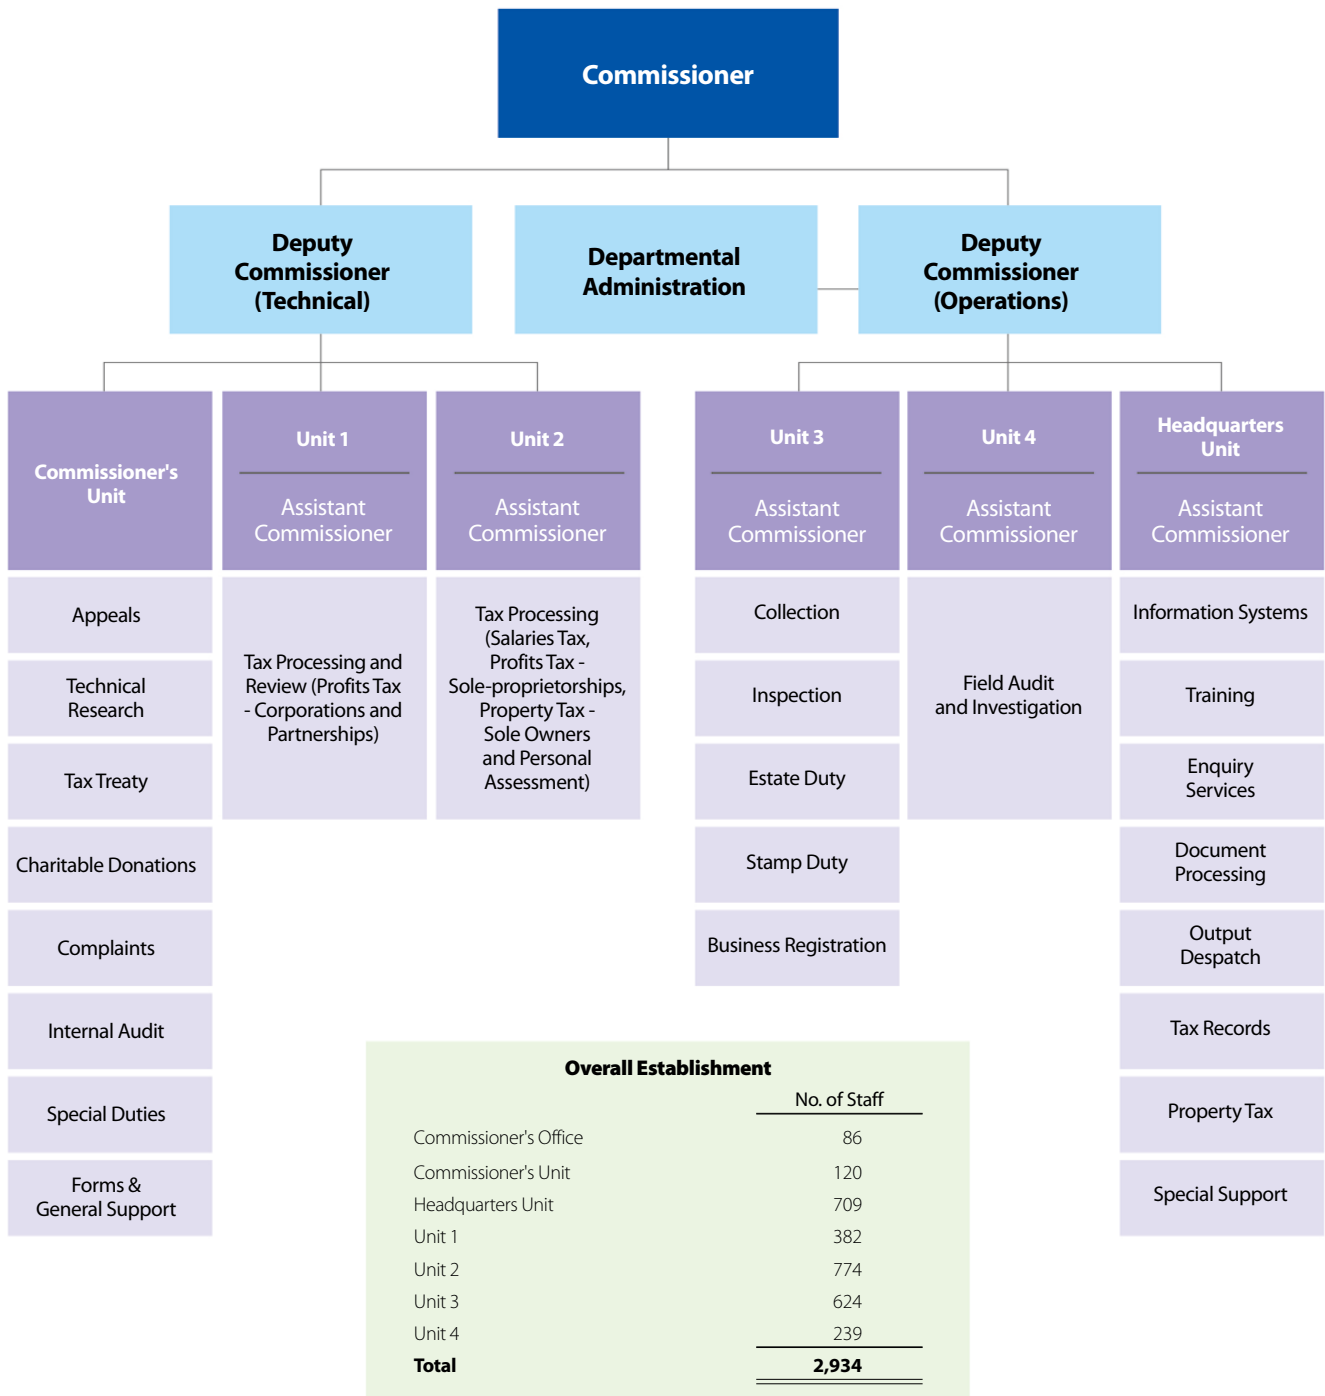 Commissioner
Deputy
Commissioner
(Technical)
Departmental
Administration
Deputy
Commissioner
(Operations)
Commissioner's
Unit
Unit 1
Assistant
Commissioner
Unit 2
Assistant
Commissioner
Unit 3
Assistant
Commissioner
Unit 4
Assistant
Commissioner
Headquarters
Unit
Assistant
Commissioner
Appeals
Technical
Research
Tax Treaty
Charitable Donations
Complaints
Internal Audit
Special Duties
Forms &
General Support
Tax Processing and
Review (Profits Tax
- Corporations and
Partnerships)
Tax Processing
(Salaries Tax,
Profits Tax -
Sole-proprietorships,
Property Tax -
Sole Owners
and Personal
Assessment)
Collection
Inspection
Estate Duty
Stamp Duty
Business Registration
Field Audit
and Investigation
Information Systems
Training
Enquiry
Services
Document
Processing
Output
Despatch
Tax Records
Property Tax
Special Support
Overall Establishment
No. of Staff
Commissioner's Office 86
Commissioner's Unit 120
Headquarters Unit 709
Unit 1 382
Unit 2 774
Unit 3 624
Unit 4 239
Total 2,934